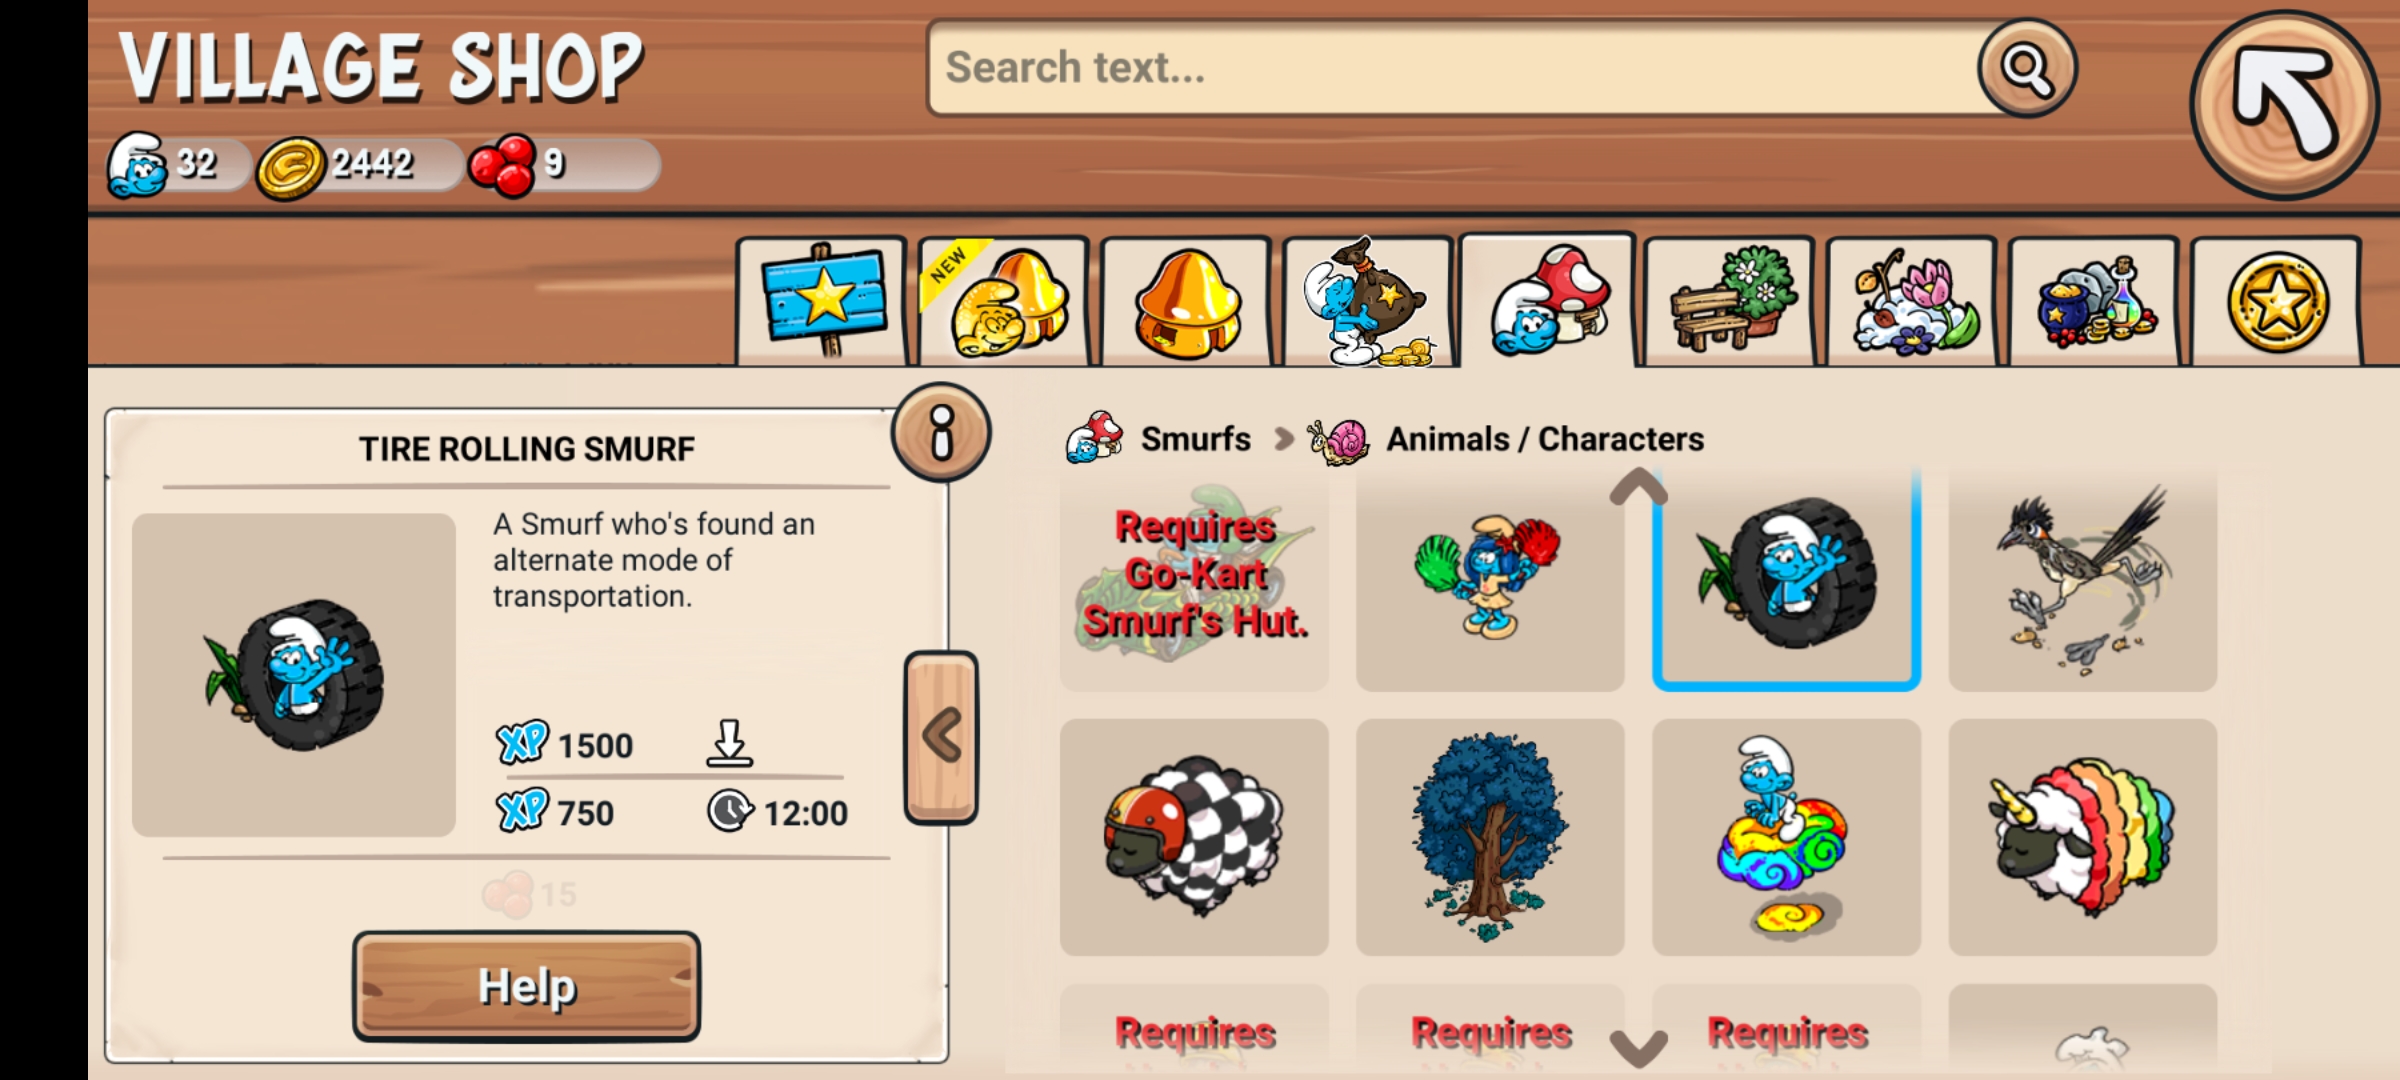 VILLAGE SHOP
Search text...
32
2442
9
NEW
TIRE ROLLING SMURF
A Smurf who's found an
alternate mode of
transportation.
XP 1500
XP 750
12:00
15
Help
Smurfs > Animals / Characters
Requires
Go-Kart
Smurf's Hut.
Requires
Requires
Requires